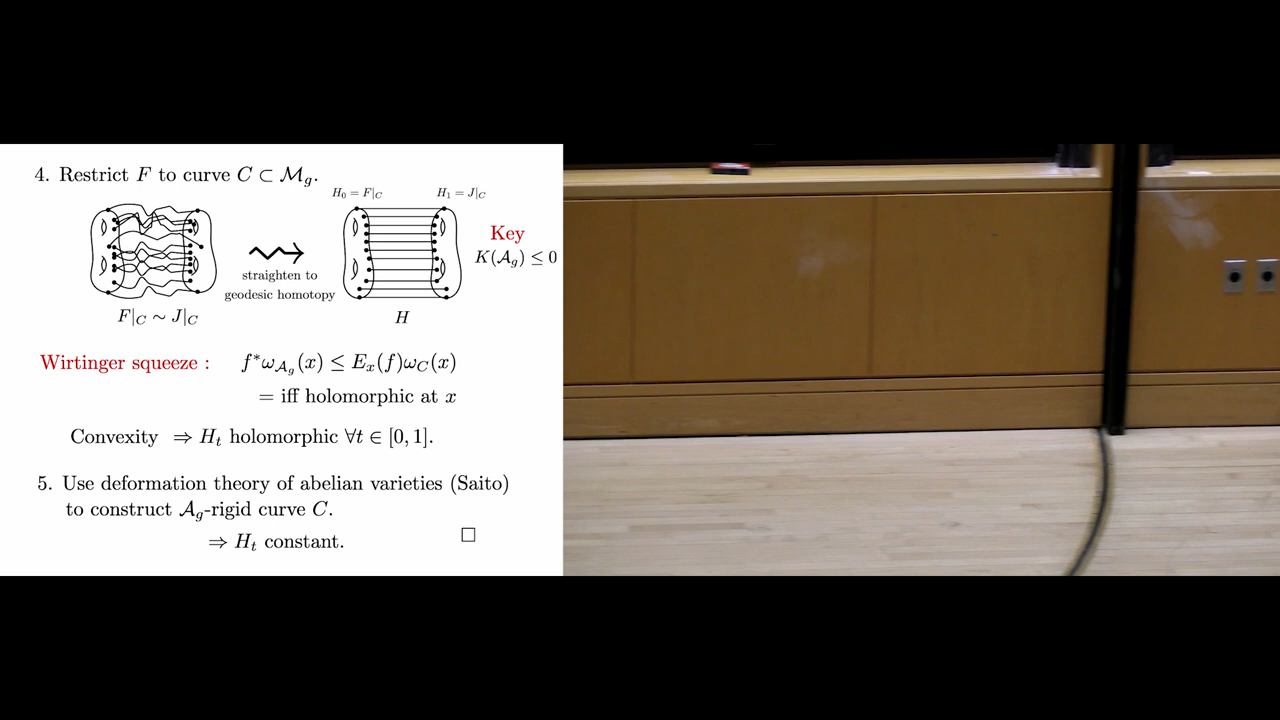 4. Restrict F to curve C ⊂ ℳ_g.
H_0 = F|_C
H_1 = J|_C
Key
K(𝒜_g) ≤ 0
straighten to
geodesic homotopy
F|_C ∼ J|_C
H
Wirtinger squeeze : f*ω_{𝒜_g}(x) ≤ E_x(f)ω_C(x)
= iff holomorphic at x
Convexity ⇒ H_t holomorphic ∀t ∈ [0, 1].
5. Use deformation theory of abelian varieties (Saito)
to construct 𝒜_g-rigid curve C.
⇒ H_t constant. □